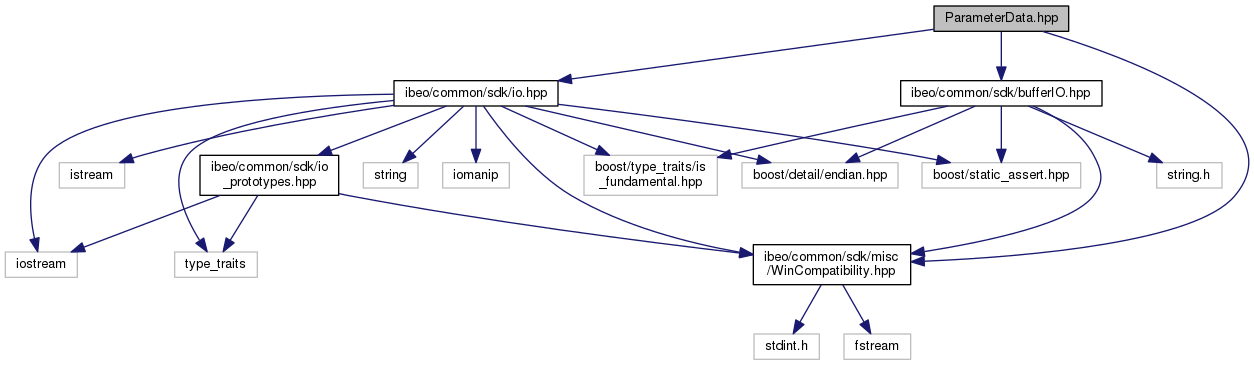 ParameterData.hpp
ibeo/common/sdk/io.hpp
ibeo/common/sdk/bufferIO.hpp
istream
ibeo/common/sdk/io
_prototypes.hpp
string
iomanip
boost/type_traits/is
_fundamental.hpp
boost/detail/endian.hpp
boost/static_assert.hpp
string.h
iostream
type_traits
ibeo/common/sdk/misc
/WinCompatibility.hpp
stdint.h
fstream